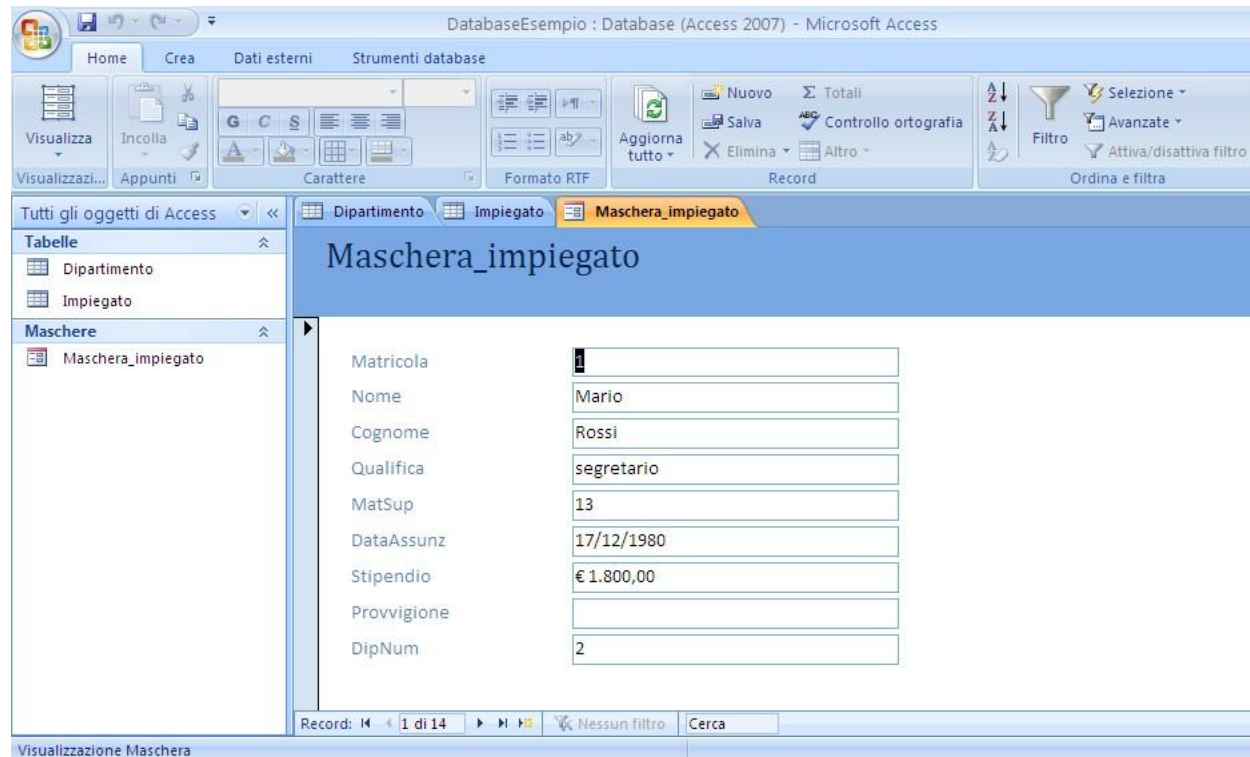 DatabaseEsempio : Database (Access 2007) - Microsoft Access
Home Crea Dati esterni Strumenti database
Visualizza
Incolla
G C S
A
Aggiorna tutto
Nuovo
Salva
Elimina
Σ Totali
Controllo ortografia
Altro
Filtro
Selezione
Avanzate
Attiva/disattiva filtro
Visualizzazi... Appunti Carattere Formato RTF Record Ordina e filtra
Tutti gli oggetti di Access «
Tabelle
Dipartimento
Impiegato
Maschere
Maschera_impiegato
Dipartimento Impiegato Maschera_impiegato
Maschera_impiegato
Matricola 1
Nome Mario
Cognome Rossi
Qualifica segretario
MatSup 13
DataAssunz 17/12/1980
Stipendio € 1.800,00
Provvigione
DipNum 2
Record: 1 di 14 Nessun filtro Cerca
Visualizzazione Maschera